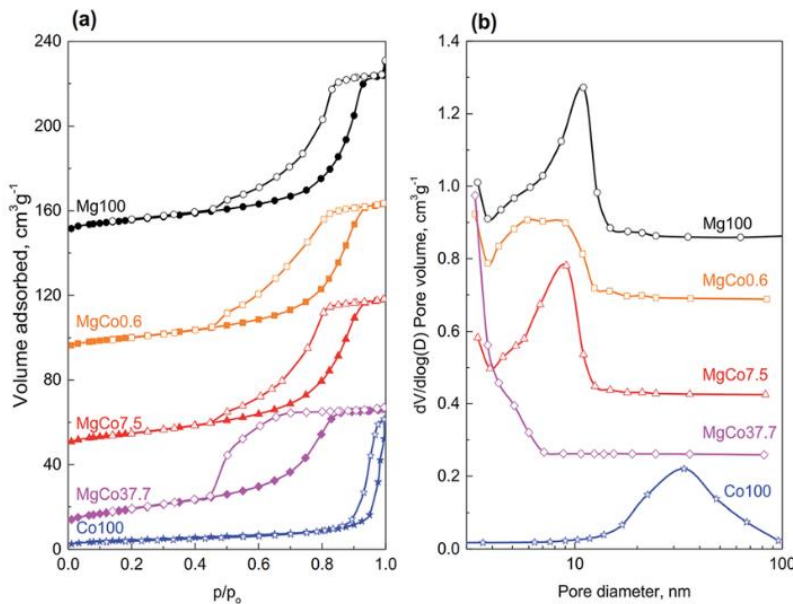 (a)
240
200
160
120
80
40
0
Volume adsorbed, cm³g⁻¹
Mg100
MgCo0.6
MgCo7.5
MgCo37.7
Co100
0.0 0.2 0.4 0.6 0.8 1.0
p/pₒ
(b)
1.4
1.2
1.0
0.8
0.6
0.4
0.2
0.0
dV/dlog(D) Pore volume, cm³g⁻¹
Mg100
MgCo0.6
MgCo7.5
MgCo37.7
Co100
10 100
Pore diameter, nm